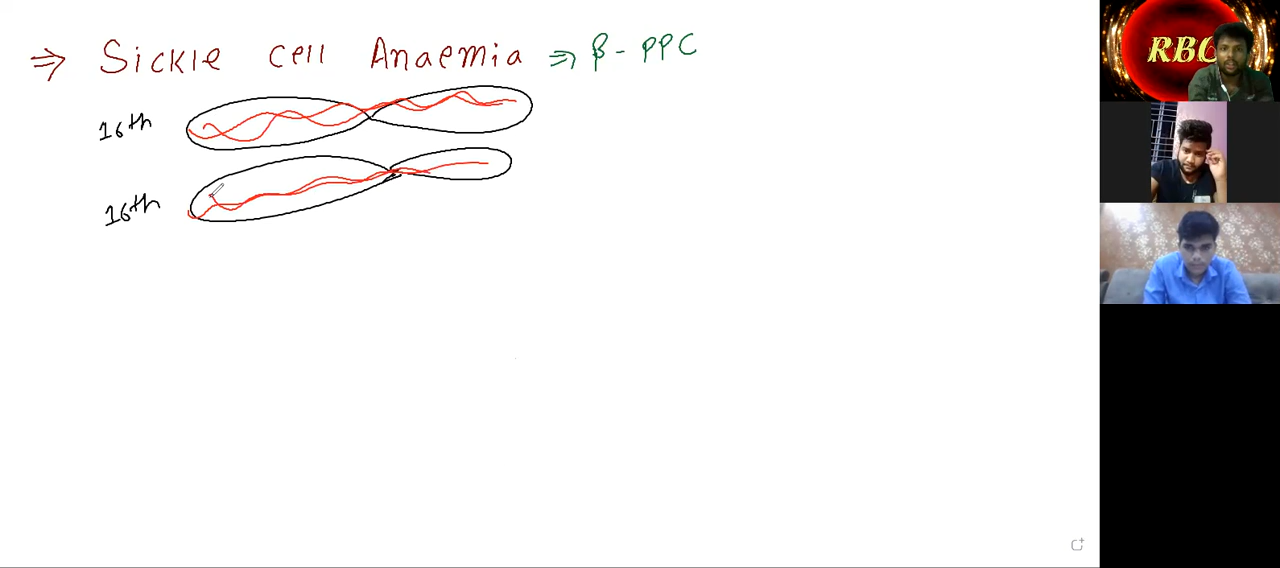 ⇒ Sickle cell Anaemia ⇒ β- PPC
16th
16th
RBC